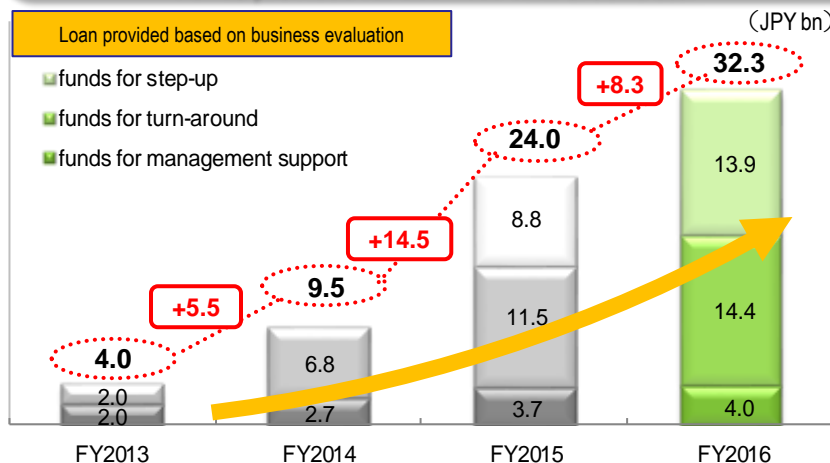 Loan provided based on business evaluation
（JPY bn）
funds for step-up
funds for turn-around
funds for management support
32.3
+8.3
24.0
13.9
8.8
+14.5
9.5
+5.5
14.4
11.5
4.0
6.8
2.0
2.0
2.7
3.7
4.0
FY2013
FY2014
FY2015
FY2016